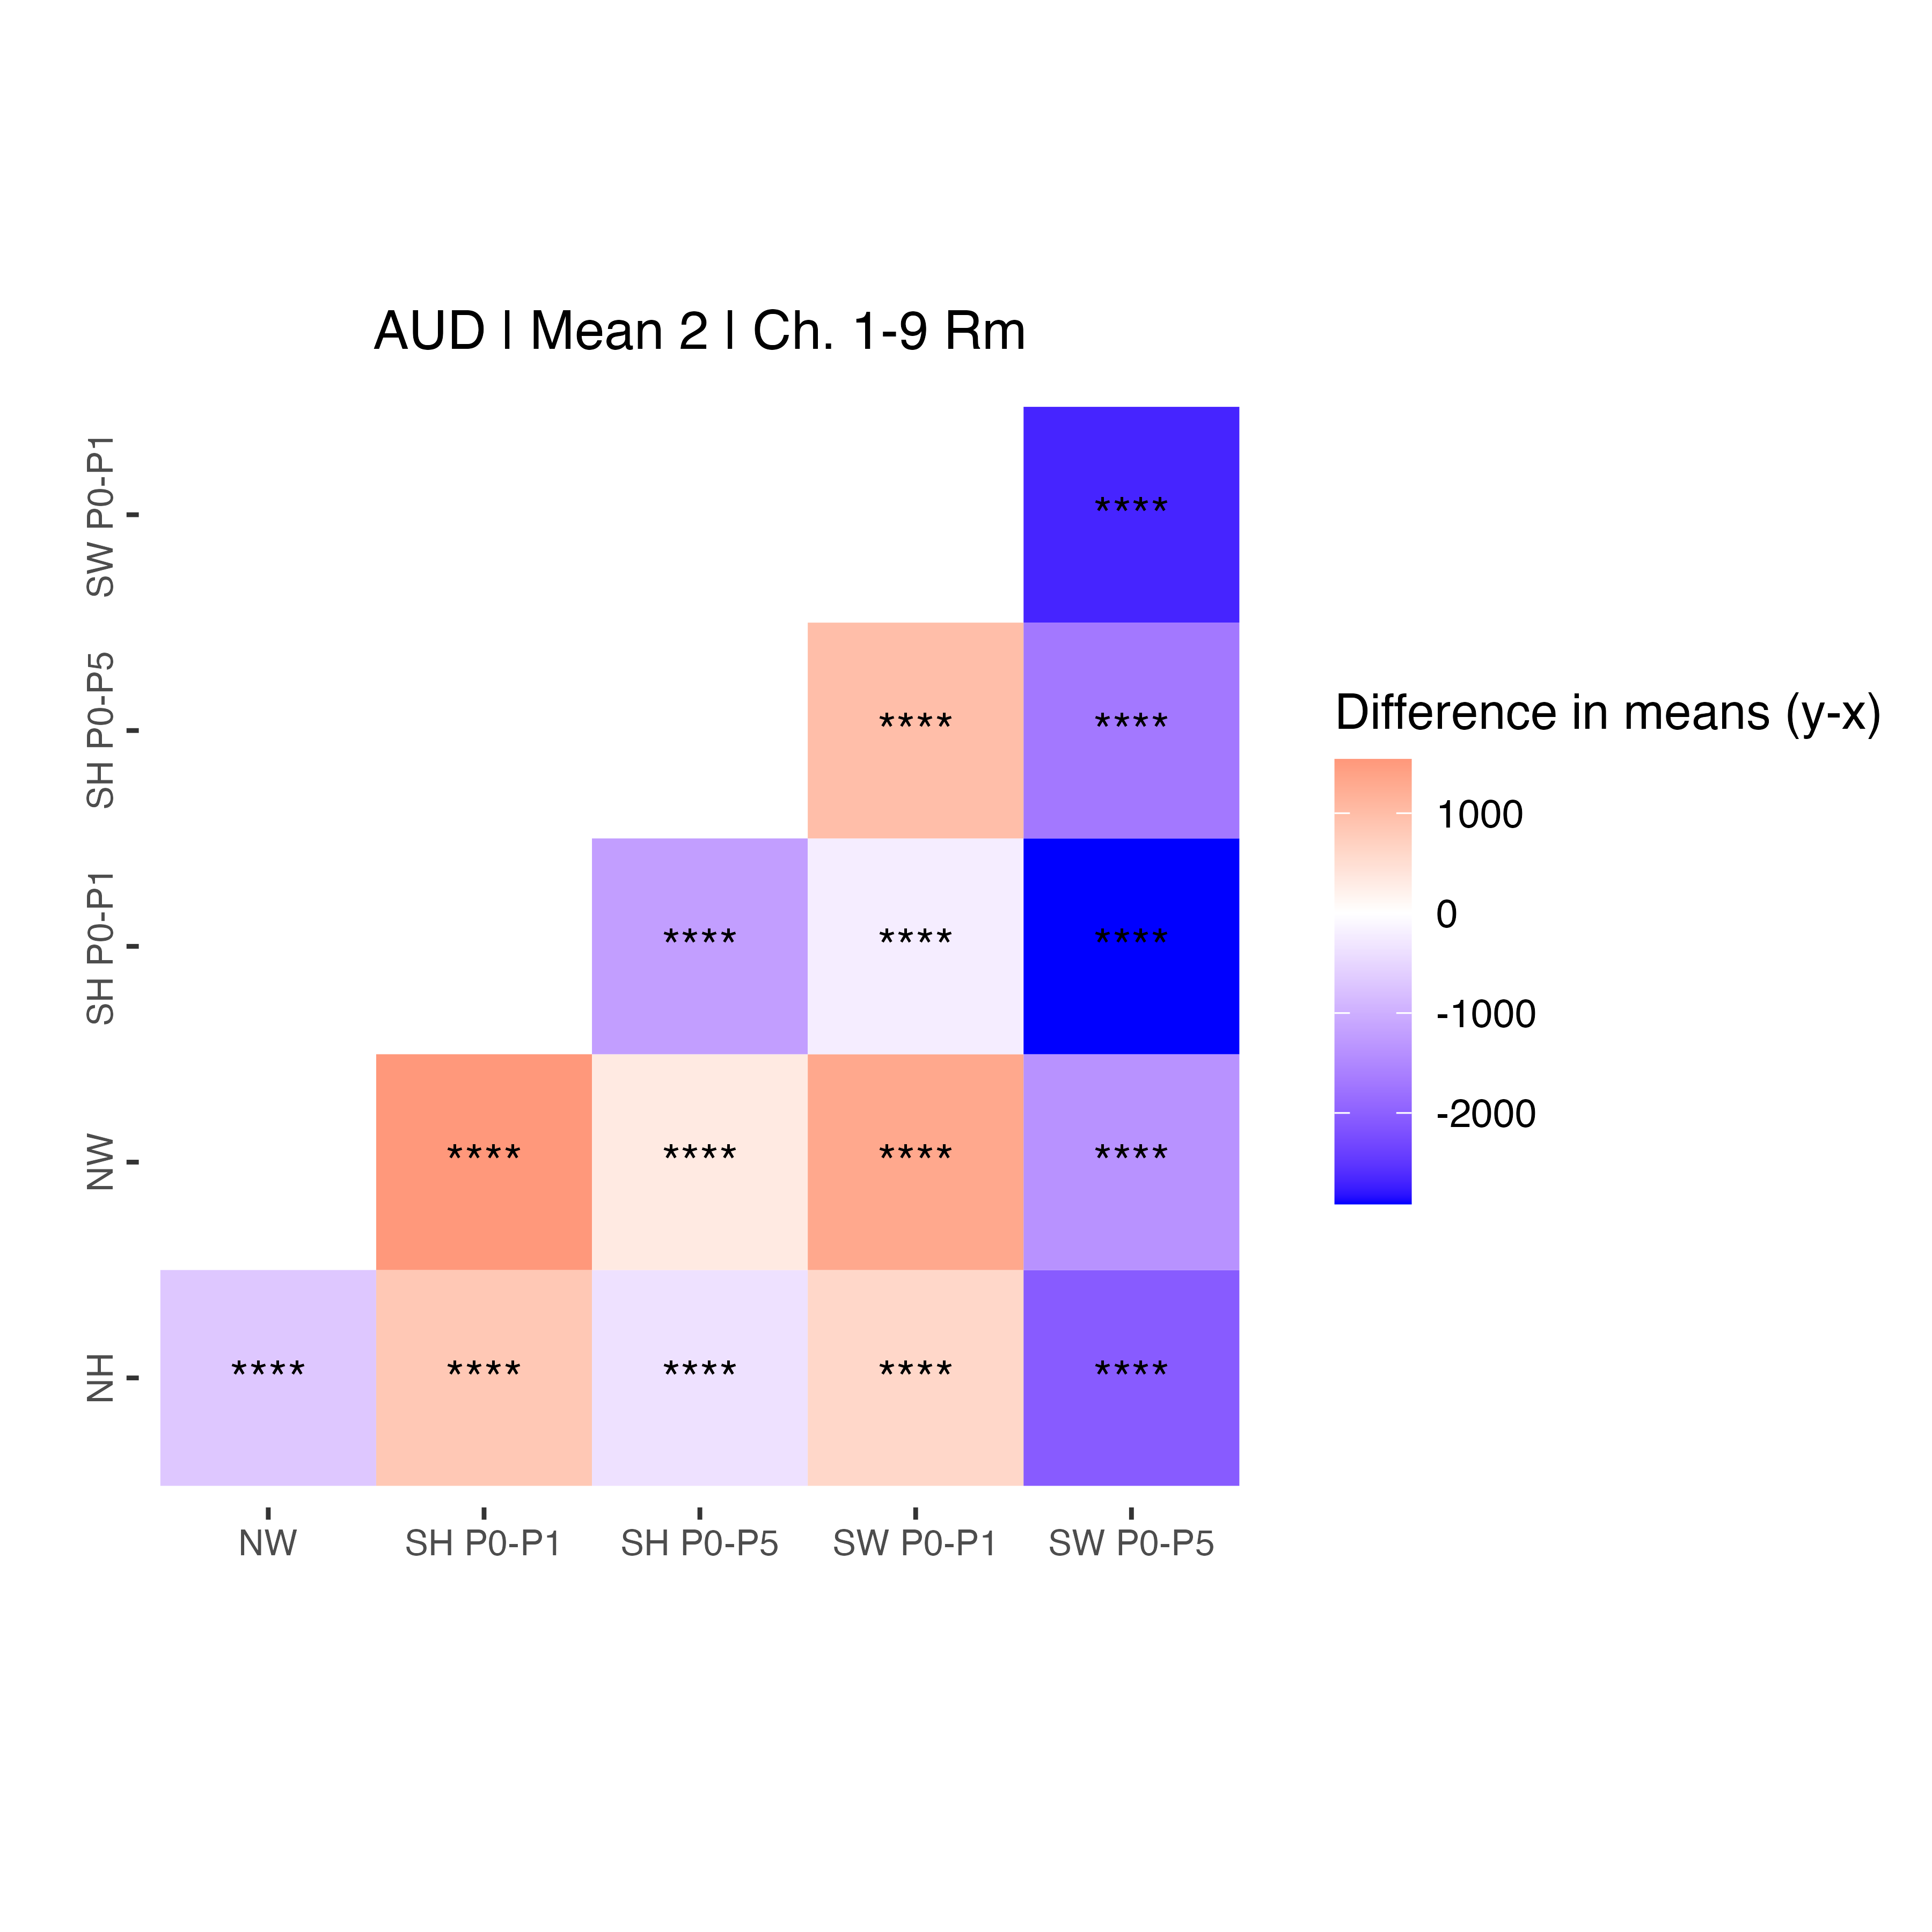 AUD | Mean 2 | Ch. 1-9 Rm
SW P0-P1
****
SH P0-P5
**** ****
SH P0-P1
**** **** ****
NW
**** **** **** ****
NH
**** **** **** **** ****
NW SH P0-P1 SH P0-P5 SW P0-P1 SW P0-P5
Difference in means (y-x)
1000
0
-1000
-2000